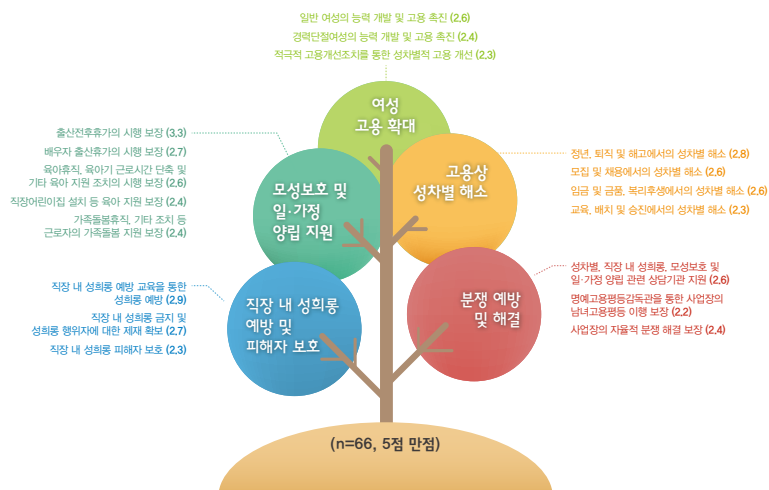 일반 여성의 능력 개발 및 고용 촉진 (2.6)
경력단절여성의 능력 개발 및 고용 촉진 (2.4)
적극적 고용개선조치를 통한 성차별적 고용 개선 (2.3)
여성
고용 확대
출산전후휴가의 시행 보장 (3.3)
배우자 출산휴가의 시행 보장 (2.7)
육아휴직, 육아기 근로시간 단축 및
기타 육아 지원 조치의 시행 보장 (2.6)
직장어린이집 설치 등 육아 지원 보장 (2.4)
가족돌봄휴직, 기타 조치 등
근로자의 가족돌봄 지원 보장 (2.4)
모성보호 및
일·가정
양립 지원
고용상
성차별 해소
정년, 퇴직 및 해고에서의 성차별 해소 (2.8)
모집 및 채용에서의 성차별 해소 (2.6)
임금 및 금품, 복리후생에서의 성차별 해소 (2.6)
교육, 배치 및 승진에서의 성차별 해소 (2.3)
직장 내 성희롱 예방 교육을 통한
성희롱 예방 (2.9)
직장 내 성희롱 금지 및
성희롱 행위자에 대한 제재 확보 (2.7)
직장 내 성희롱 피해자 보호 (2.3)
직장 내 성희롱
예방 및
피해자 보호
분쟁 예방
및 해결
성차별, 직장 내 성희롱, 모성보호 및
일·가정 양립 관련 상담기관 지원 (2.6)
명예고용평등감독관을 통한 사업장의
남녀고용평등 이행 보장 (2.2)
사업장의 자율적 분쟁 해결 보장 (2.4)
(n=66, 5점 만점)